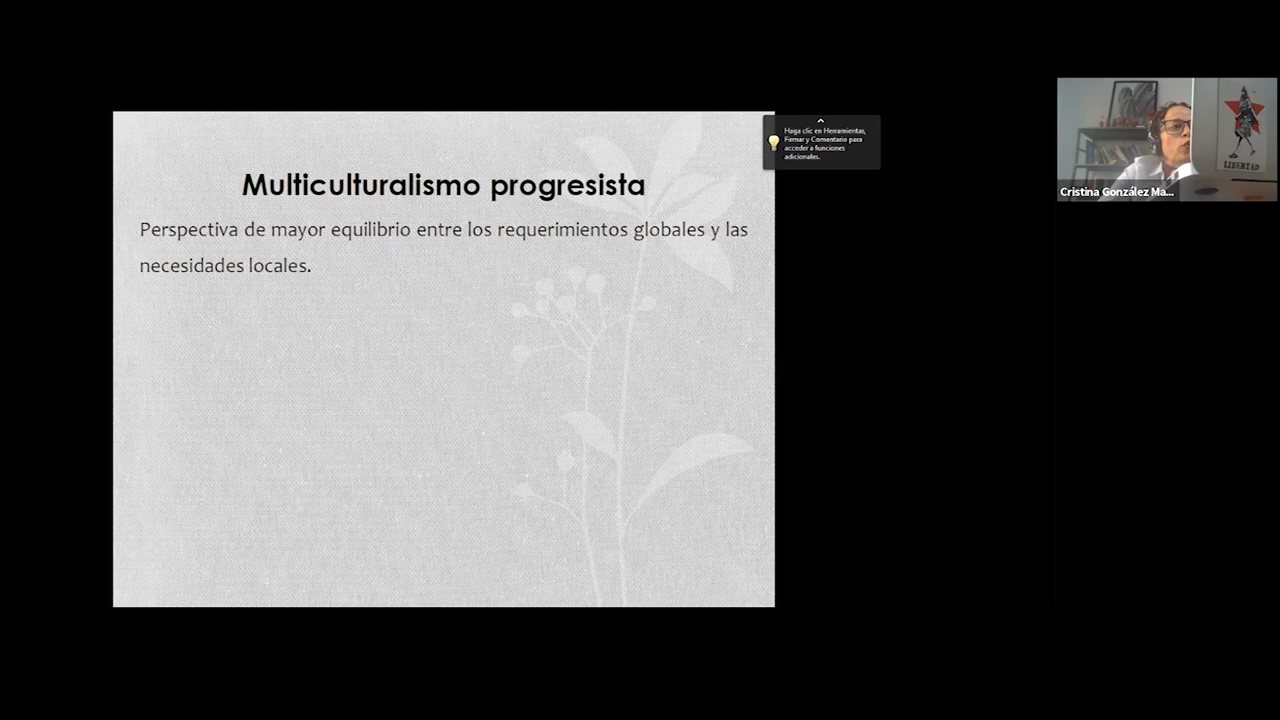 Multiculturalismo progresista
Perspectiva de mayor equilibrio entre los requerimientos globales y las
necesidades locales.
Haga clic en Herramientas,
Firmar y Comentario para
acceder a funciones
adicionales.
LIBERTAD
Cristina González Ma...